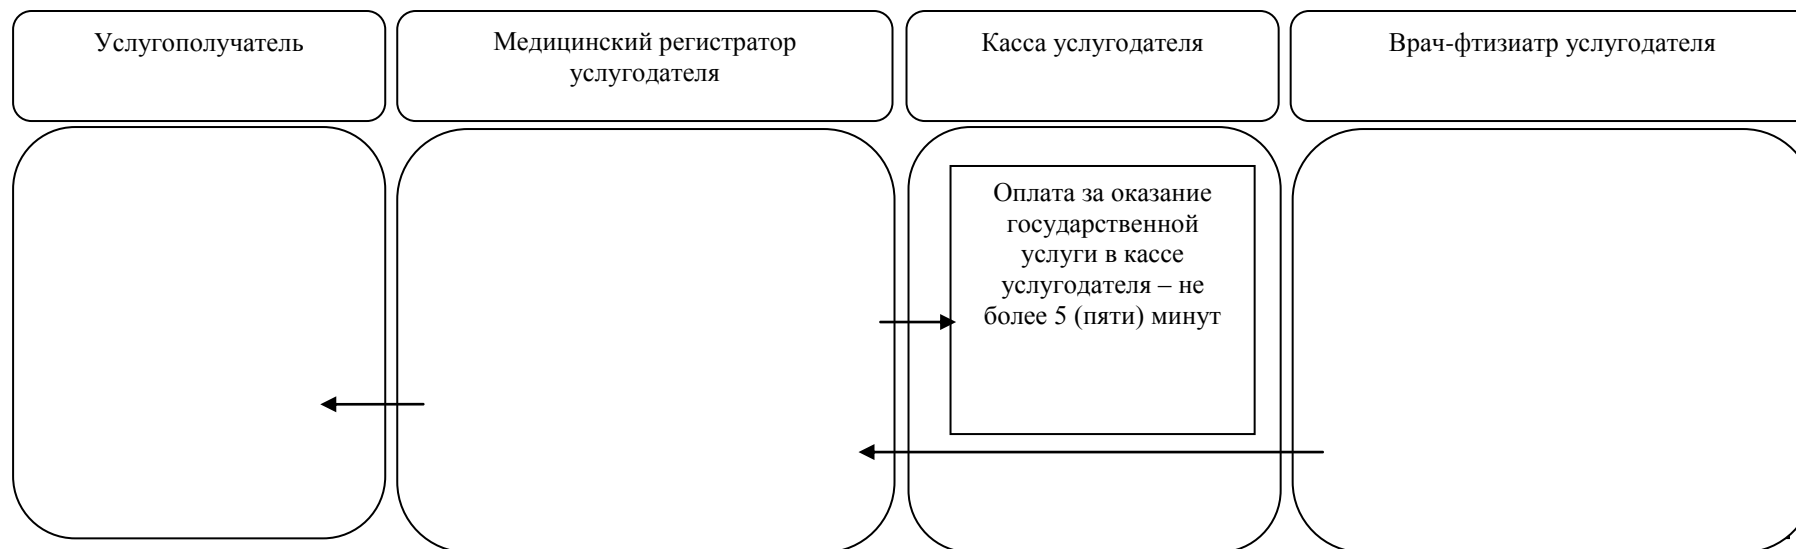 Услугополучатель
Медицинский регистратор
услугодателя
Касса услугодателя
Врач-фтизиатр услугодателя
Оплата за оказание
государственной
услуги в кассе
услугодателя – не
более 5 (пяти) минут